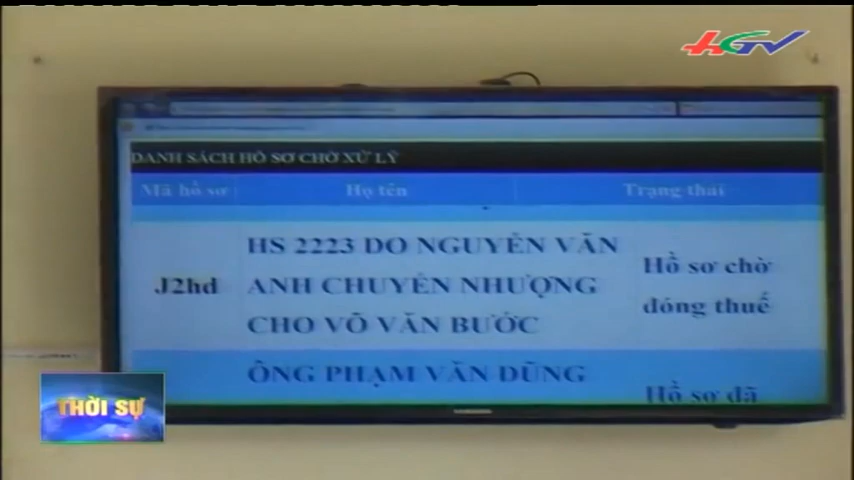 HGTV
DANH SÁCH HỒ SƠ CHỜ XỬ LÝ
Mã hồ sơ Họ tên Trạng thái
HS 2223 DO NGUYỄN VĂN
ANH CHUYỂN NHƯỢNG
CHO VÕ VĂN BƯỚC
J2hd
Hồ sơ chờ
đóng thuế
ÔNG PHẠM VĂN DŨNG
Hồ sơ đã
THỜI SỰ